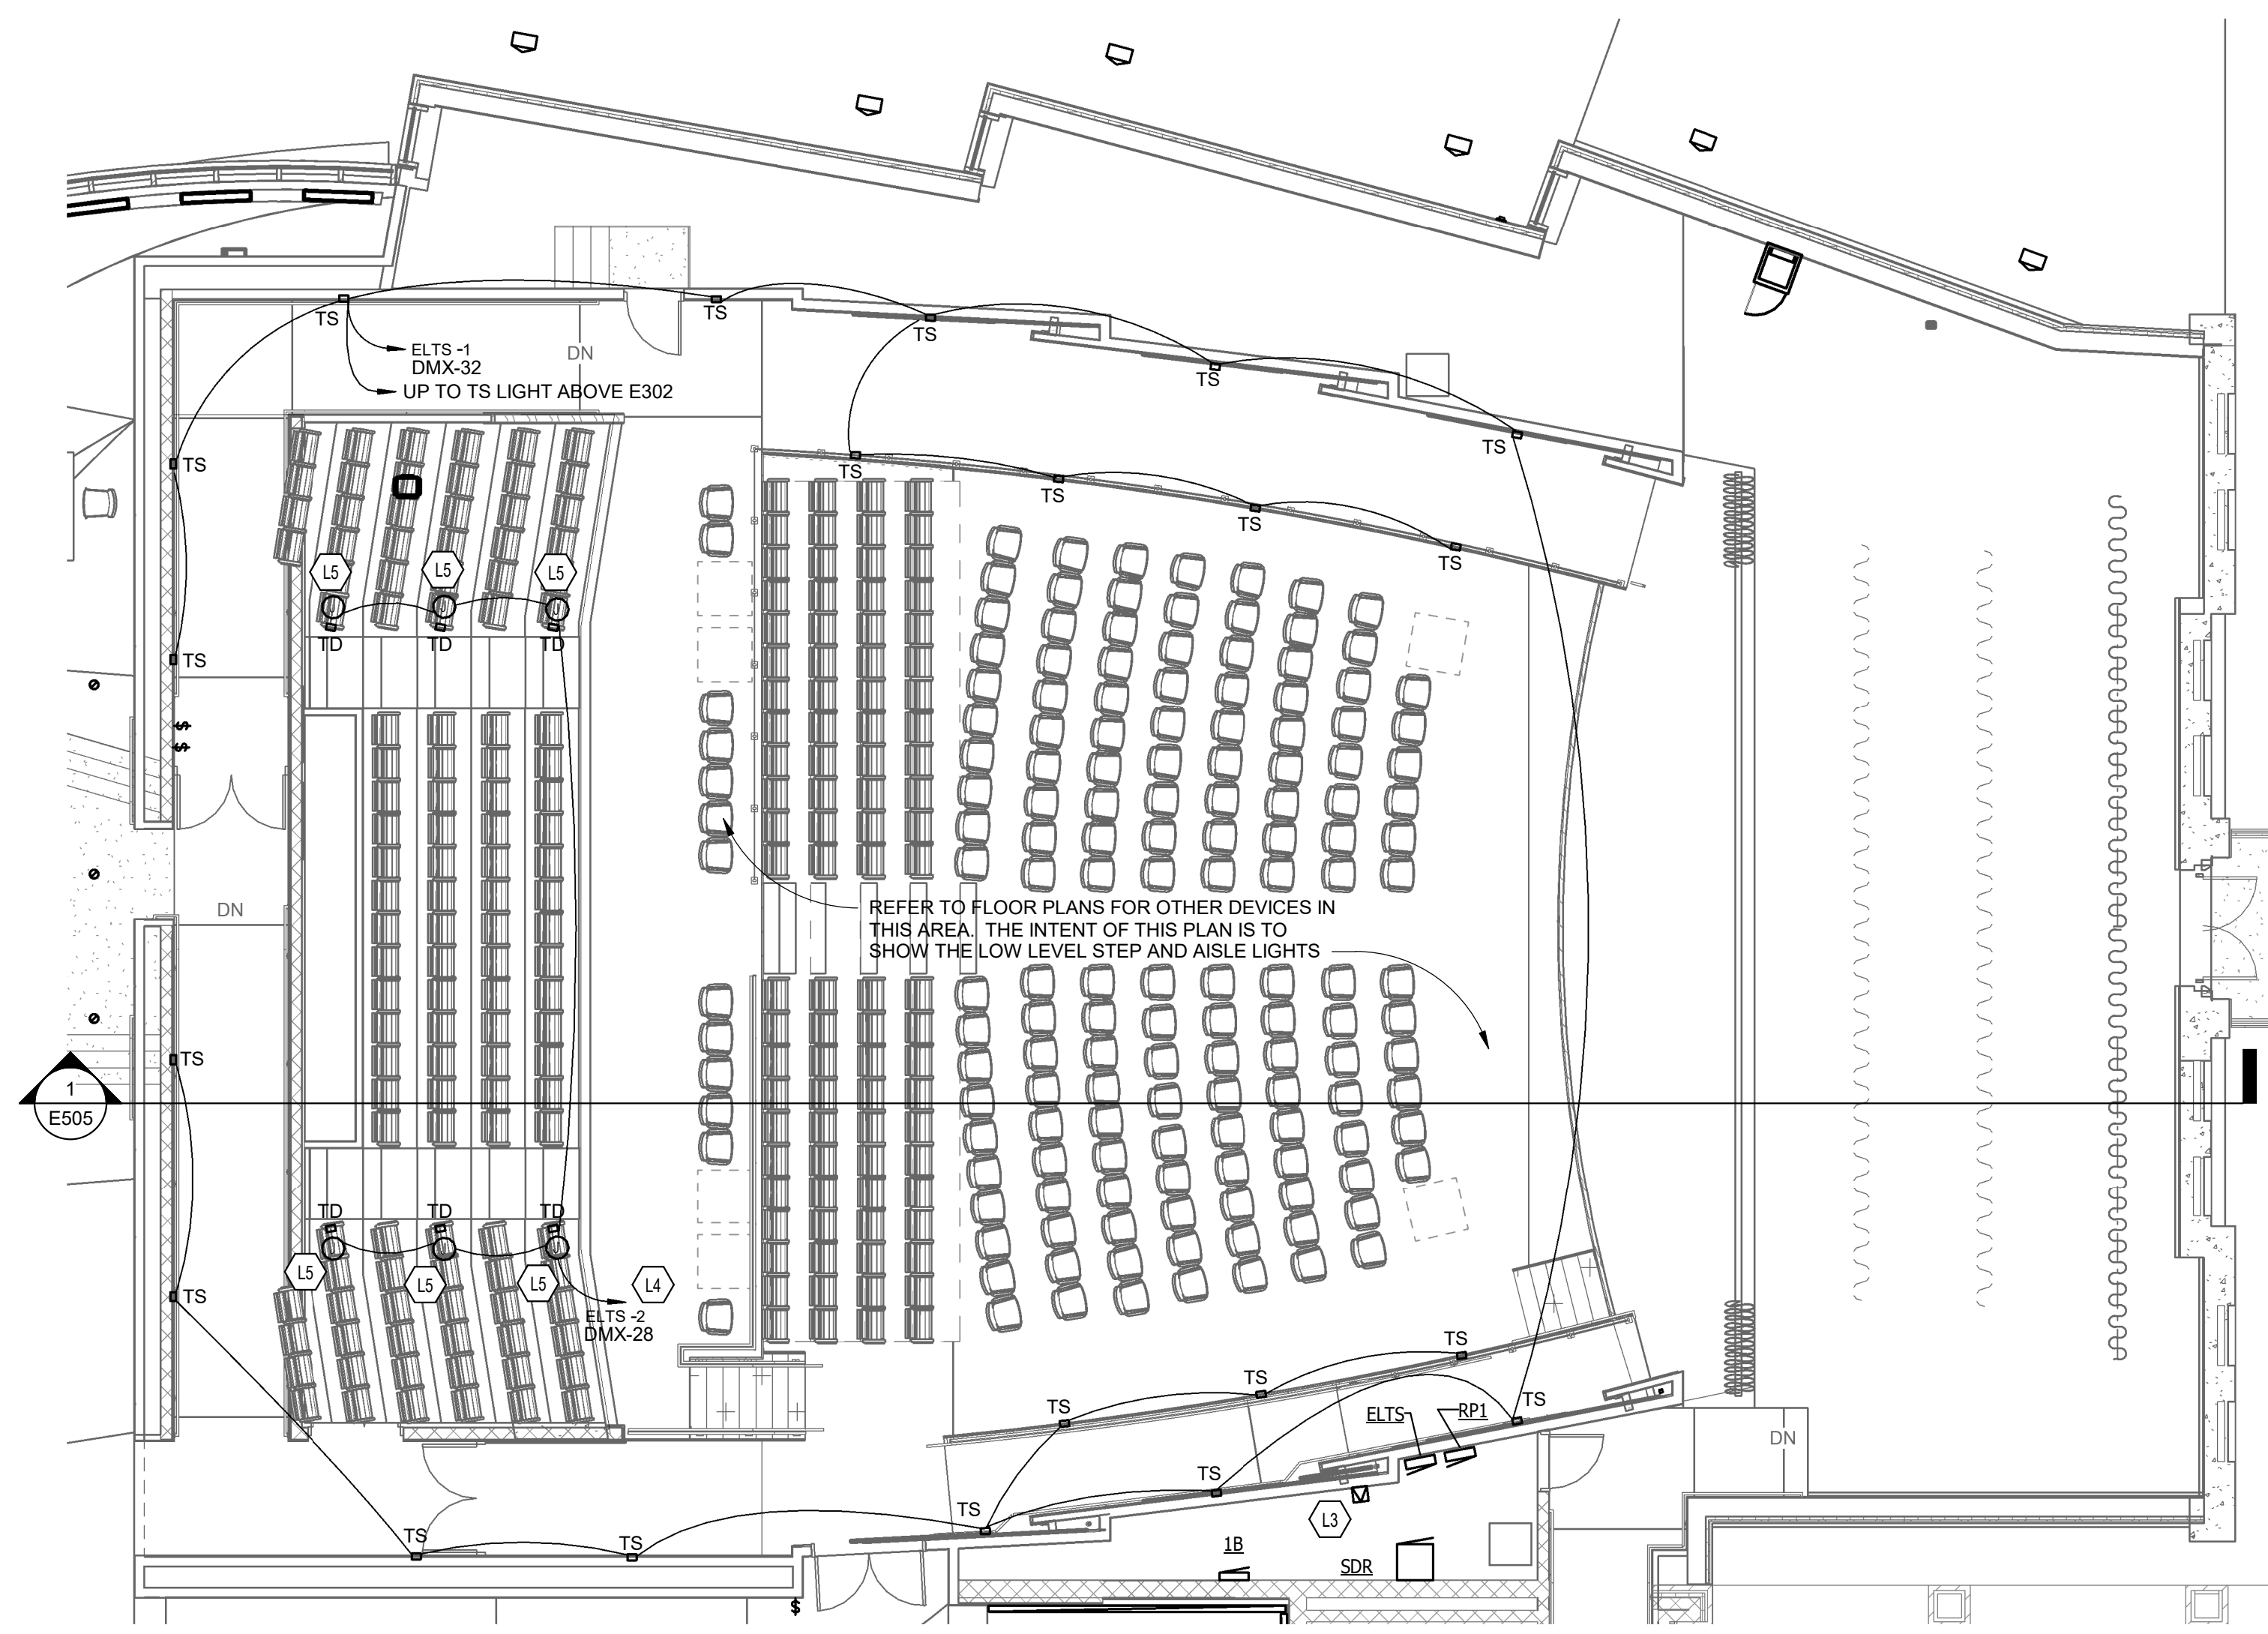 TS
TS
TS
ELTS -1
DMX-32
DN
TS
UP TO TS LIGHT ABOVE E302
TS
TS
TS
TS
TS
TS
TS
L5
L5
L5
TD
TD
TD
TS
$
$
DN
REFER TO FLOOR PLANS FOR OTHER DEVICES IN
THIS AREA. THE INTENT OF THIS PLAN IS TO
SHOW THE LOW LEVEL STEP AND AISLE LIGHTS
TS
1
E505
TD
TD
TD
L5
L5
L5
L4
TS
ELTS -2
DMX-28
TS
TS
TS
TS
ELTS
RP1
DN
TS
TS
L3
TS
TS
1B
SDR
$